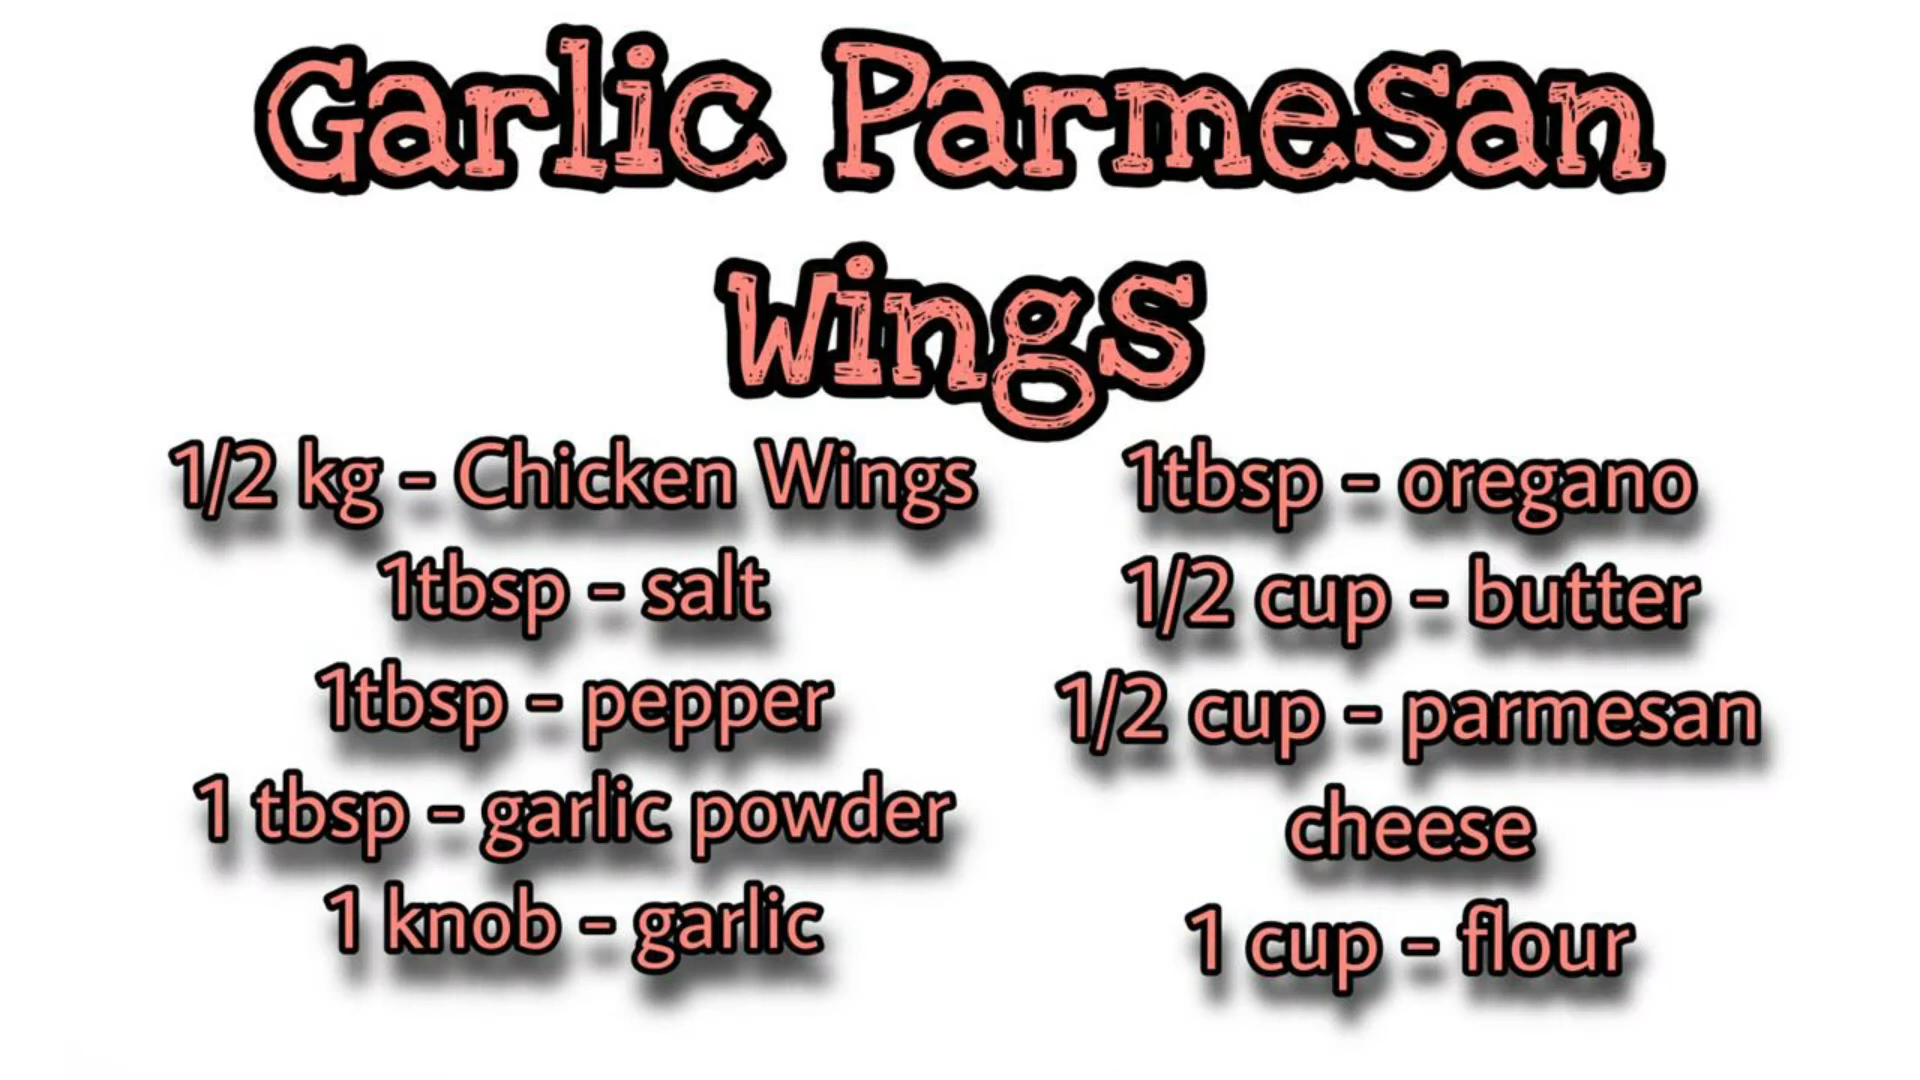 Garlic Parmesan
Wings
1/2 kg - Chicken Wings
1tbsp - salt
1tbsp - pepper
1 tbsp - garlic powder
1 knob - garlic
1tbsp - oregano
1/2 cup - butter
1/2 cup - parmesan
cheese
1 cup - flour